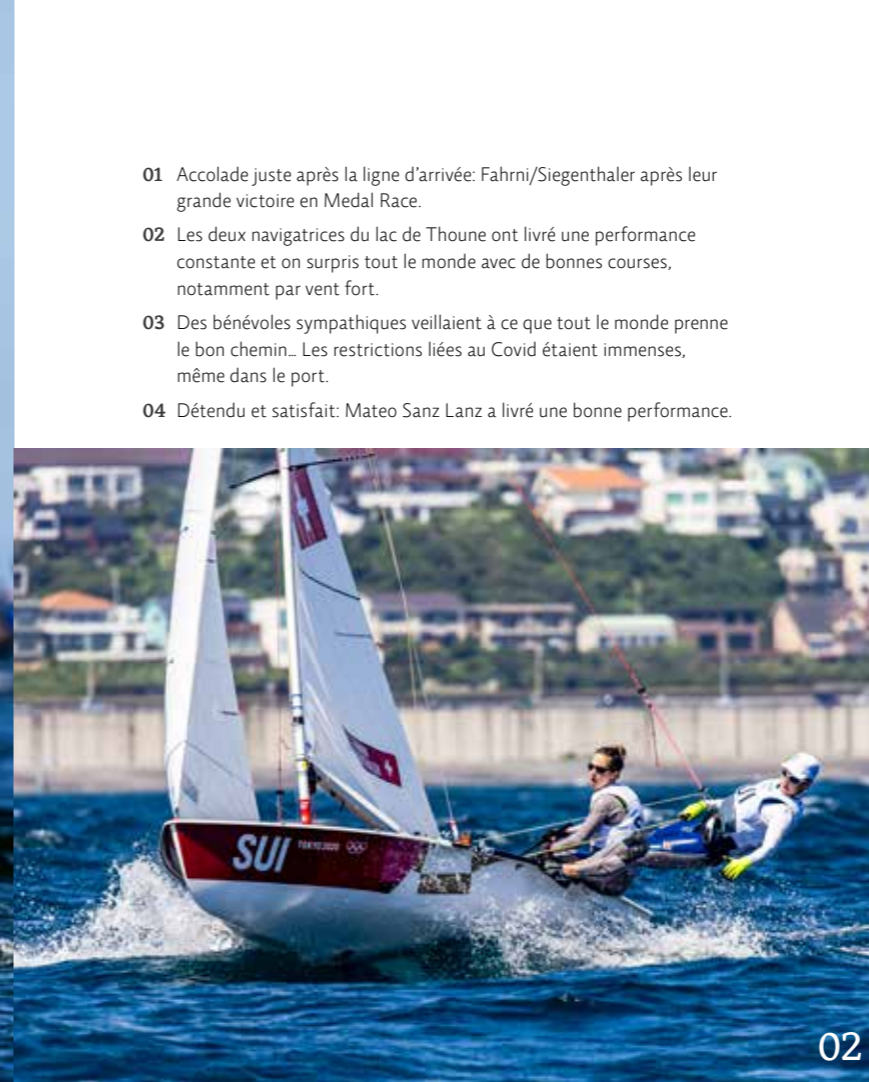 01 Accolade juste après la ligne d'arrivée: Fahrni/Siegenthaler après leur
grande victoire en Medal Race.
02 Les deux navigatrices du lac de Thoune ont livré une performance
constante et on surpris tout le monde avec de bonnes courses,
notamment par vent fort.
03 Des bénévoles sympathiques veillaient à ce que tout le monde prenne
le bon chemin… Les restrictions liées au Covid étaient immenses,
même dans le port.
04 Détendu et satisfait: Mateo Sanz Lanz a livré une bonne performance.
SUI TOKYO 2020
02